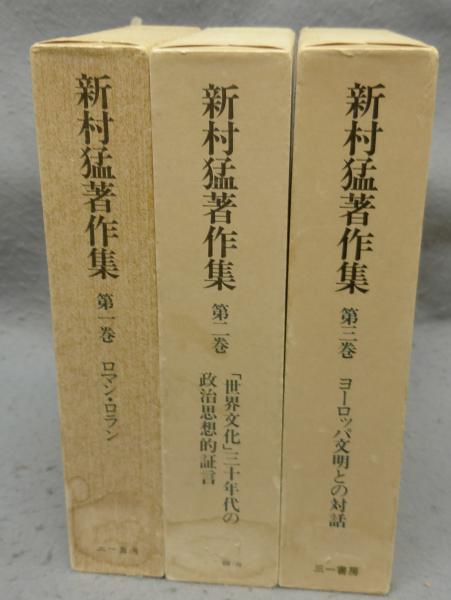 新村猛著作集
第一巻
ロマン・ロラン
三一書房
新村猛著作集
第二巻
「世界文化」三十年代の
政治思想的証言
新村猛著作集
第三巻
ヨーロッパ文明との対話
三一書房